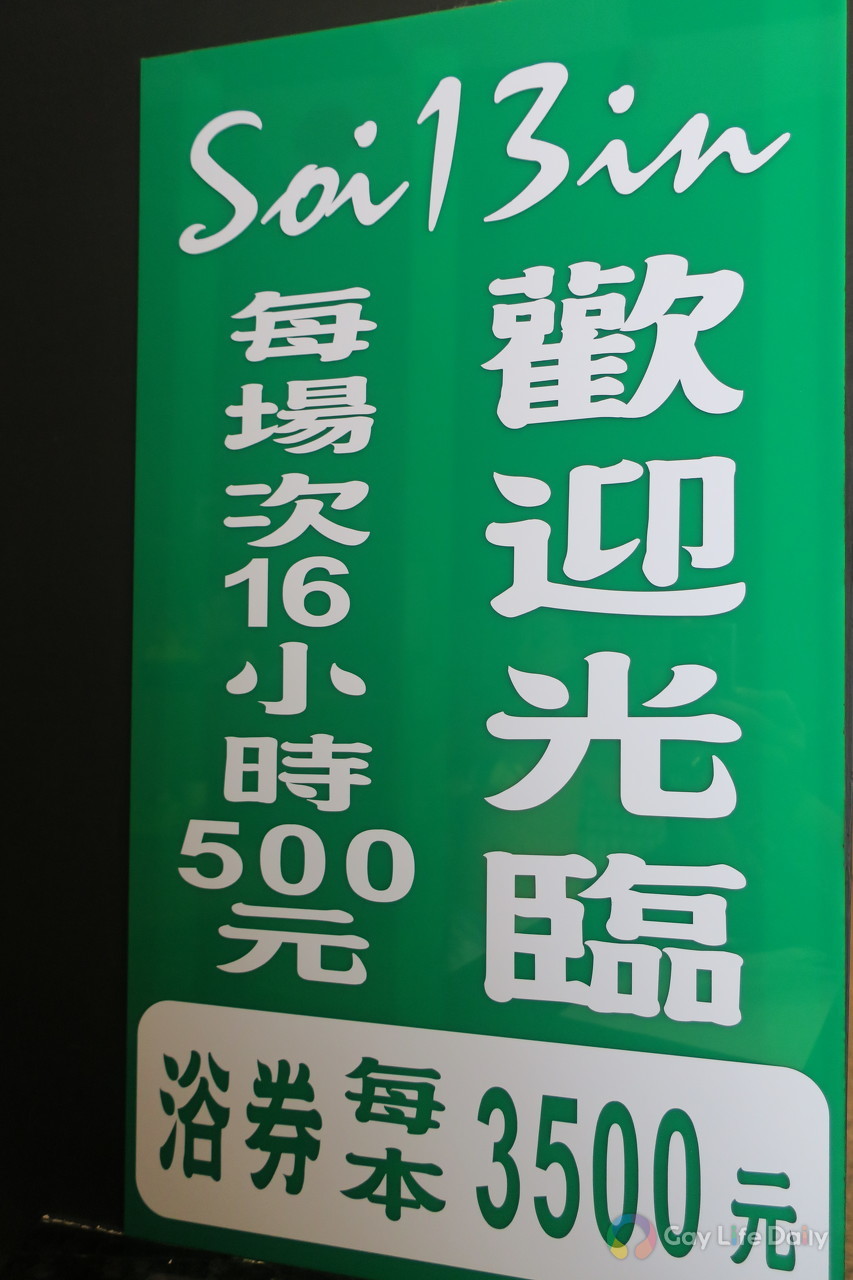 Soi13in
歡迎光臨
每場次16小時500元
浴券每本3500元
Gay Life Daily